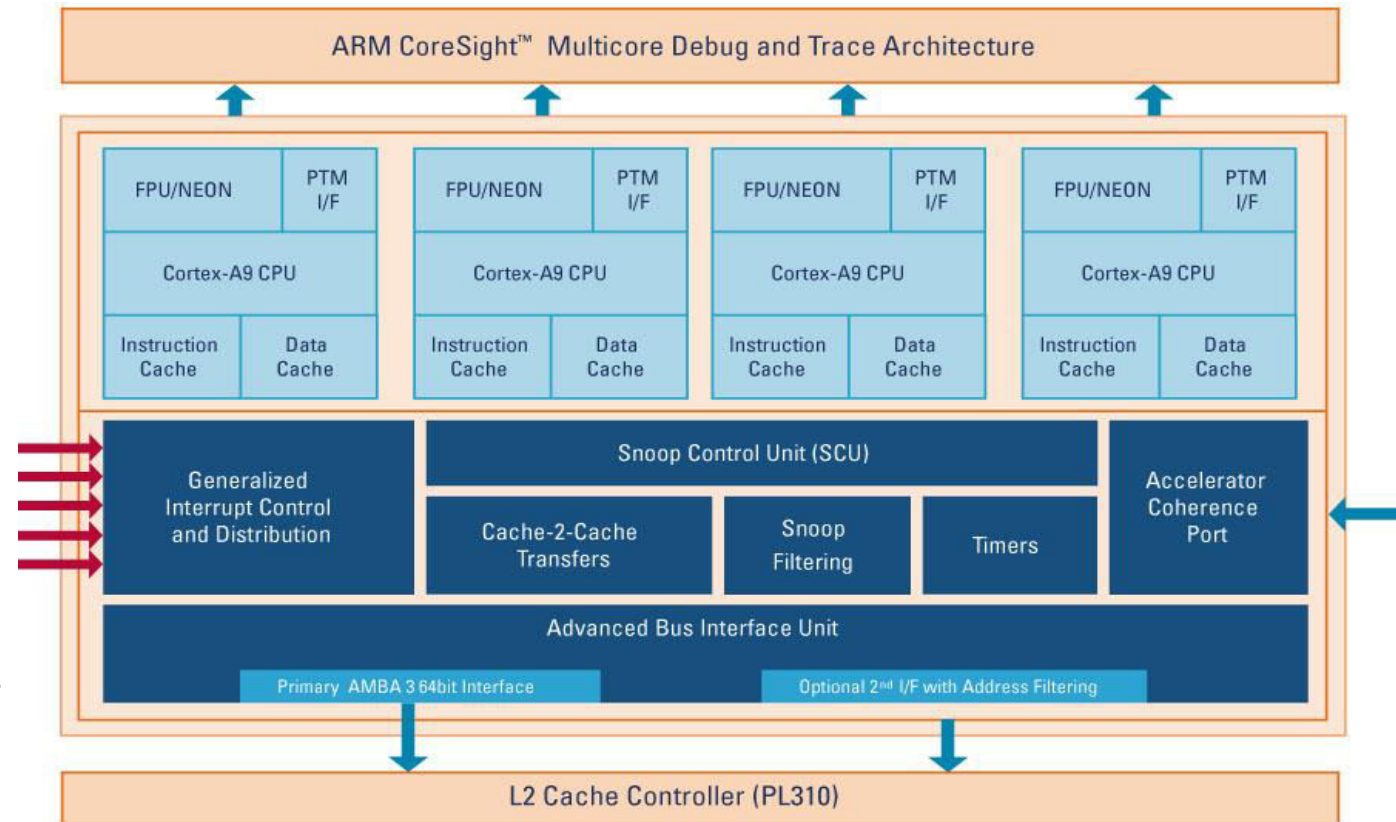 ARM CoreSight™ Multicore Debug and Trace Architecture
FPU/NEON
PTM
I/F
Cortex-A9 CPU
Instruction
Cache
Data
Cache
FPU/NEON
PTM
I/F
Cortex-A9 CPU
Instruction
Cache
Data
Cache
FPU/NEON
PTM
I/F
Cortex-A9 CPU
Instruction
Cache
Data
Cache
FPU/NEON
PTM
I/F
Cortex-A9 CPU
Instruction
Cache
Data
Cache
Generalized
Interrupt Control
and Distribution
Snoop Control Unit (SCU)
Cache-2-Cache
Transfers
Snoop
Filtering
Timers
Accelerator
Coherence
Port
Advanced Bus Interface Unit
Primary AMBA 3 64bit Interface
Optional 2nd I/F with Address Filtering
L2 Cache Controller (PL310)